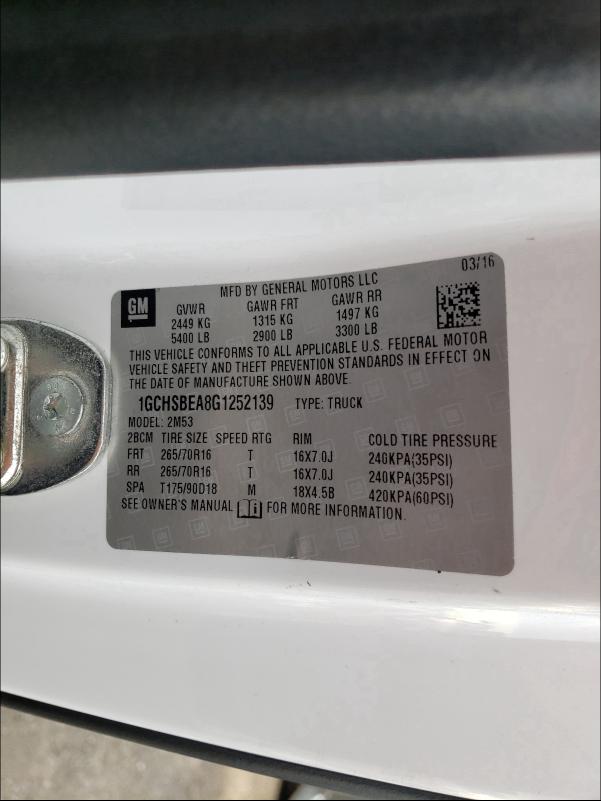 GM
MFD BY GENERAL MOTORS LLC
03/16
GVWR GAWR FRT GAWR RR
2449 KG 1315 KG 1497 KG
5400 LB 2900 LB 3300 LB
THIS VEHICLE CONFORMS TO ALL APPLICABLE U.S. FEDERAL MOTOR
VEHICLE SAFETY AND THEFT PREVENTION STANDARDS IN EFFECT ON
THE DATE OF MANUFACTURE SHOWN ABOVE.
1GCHSBEA8G1252139 TYPE: TRUCK
MODEL: 2M53
2BCM TIRE SIZE SPEED RTG RIM COLD TIRE PRESSURE
FRT 265/70R16 T 16X7.0J 240KPA(35PSI)
RR 265/70R16 T 16X7.0J 240KPA(35PSI)
SPA T175/90D18 M 18X4.5B 420KPA(60PSI)
SEE OWNER'S MANUAL i FOR MORE INFORMATION.